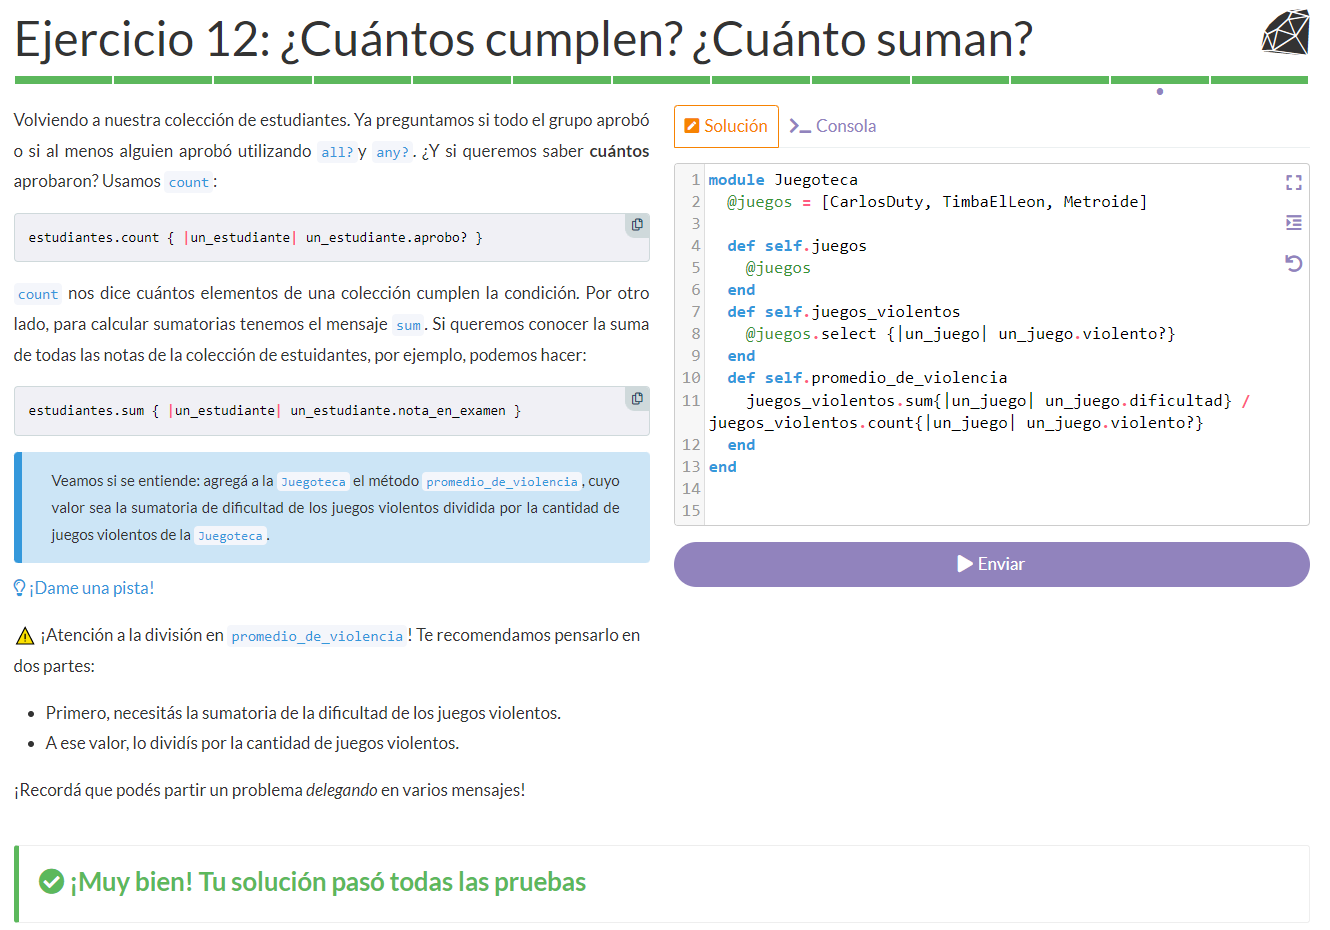 Ejercicio 12: ¿Cuántos cumplen? ¿Cuánto suman?
Volviendo a nuestra colección de estudiantes. Ya preguntamos si todo el grupo aprobó
o si al menos alguien aprobó utilizando all? y any?. ¿Y si queremos saber cuántos
aprobaron? Usamos count:
estudiantes.count { |un_estudiante| un_estudiante.aprobo? }
count nos dice cuántos elementos de una colección cumplen la condición. Por otro
lado, para calcular sumatorias tenemos el mensaje sum. Si queremos conocer la suma
de todas las notas de la colección de estuidantes, por ejemplo, podemos hacer:
estudiantes.sum { |un_estudiante| un_estudiante.nota_en_examen }
Veamos si se entiende: agregá a la Juegoteca el método promedio_de_violencia, cuyo
valor sea la sumatoria de dificultad de los juegos violentos dividida por la cantidad de
juegos violentos de la Juegoteca.
¡Dame una pista!
¡Atención a la división en promedio_de_violencia! Te recomendamos pensarlo en
dos partes:
• Primero, necesitás la sumatoria de la dificultad de los juegos violentos.
• A ese valor, lo dividís por la cantidad de juegos violentos.
¡Recordá que podés partir un problema delegando en varios mensajes!
Solución
Consola
1 module Juegoteca
2   @juegos = [CarlosDuty, TimbaElLeon, Metroide]
3
4   def self.juegos
5     @juegos
6   end
7   def self.juegos_violentos
8     @juegos.select {|un_juego| un_juego.violento?}
9   end
10   def self.promedio_de_violencia
11     juegos_violentos.sum{|un_juego| un_juego.dificultad} /
juegos_violentos.count{|un_juego| un_juego.violento?}
12   end
13 end
14
15
Enviar
¡Muy bien! Tu solución pasó todas las pruebas